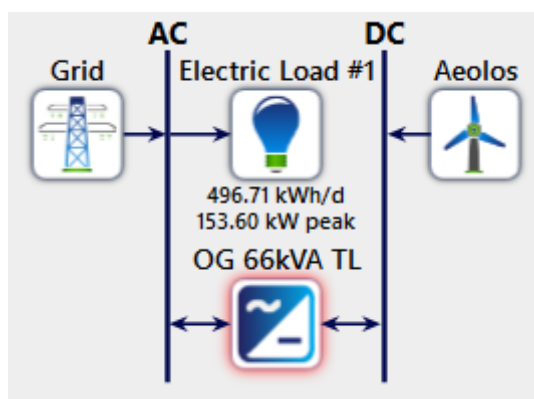 AC DC
Grid Electric Load #1 Aeolos
496.71 kWh/d
153.60 kW peak
OG 66kVA TL